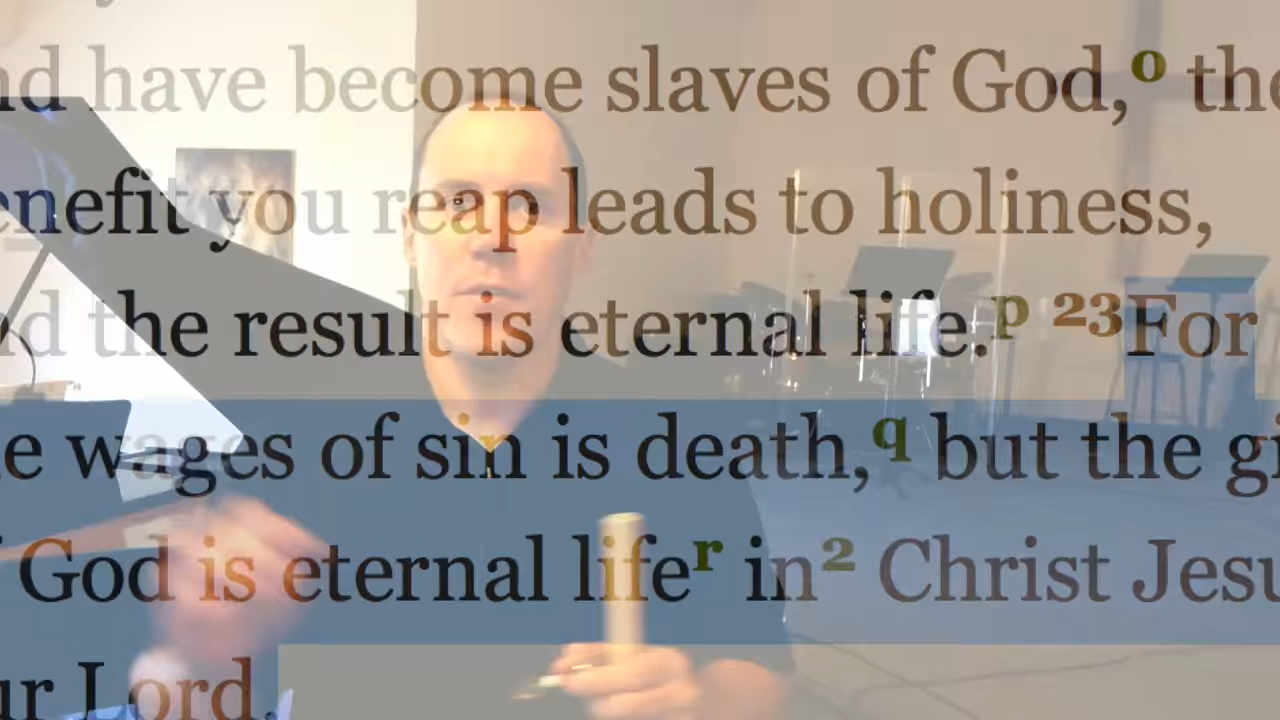 nd have become slaves of God,o the
enefit you reap leads to holiness,
d the result is eternal life.p 23For
e wages of sin is death,q but the gi
God is eternal lifer in2 Christ Jesu
ur Lord.